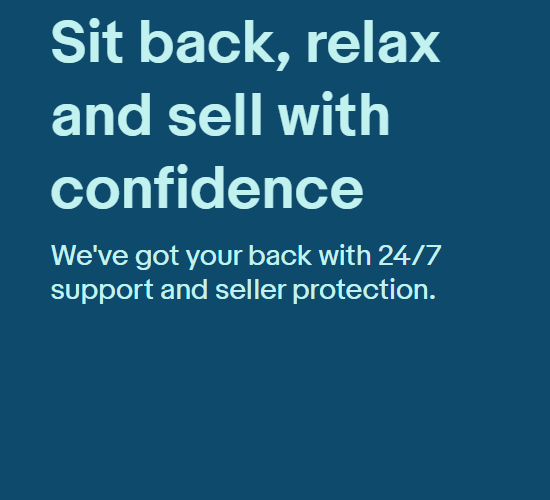 Sit back, relax
and sell with
confidence
We've got your back with 24/7
support and seller protection.